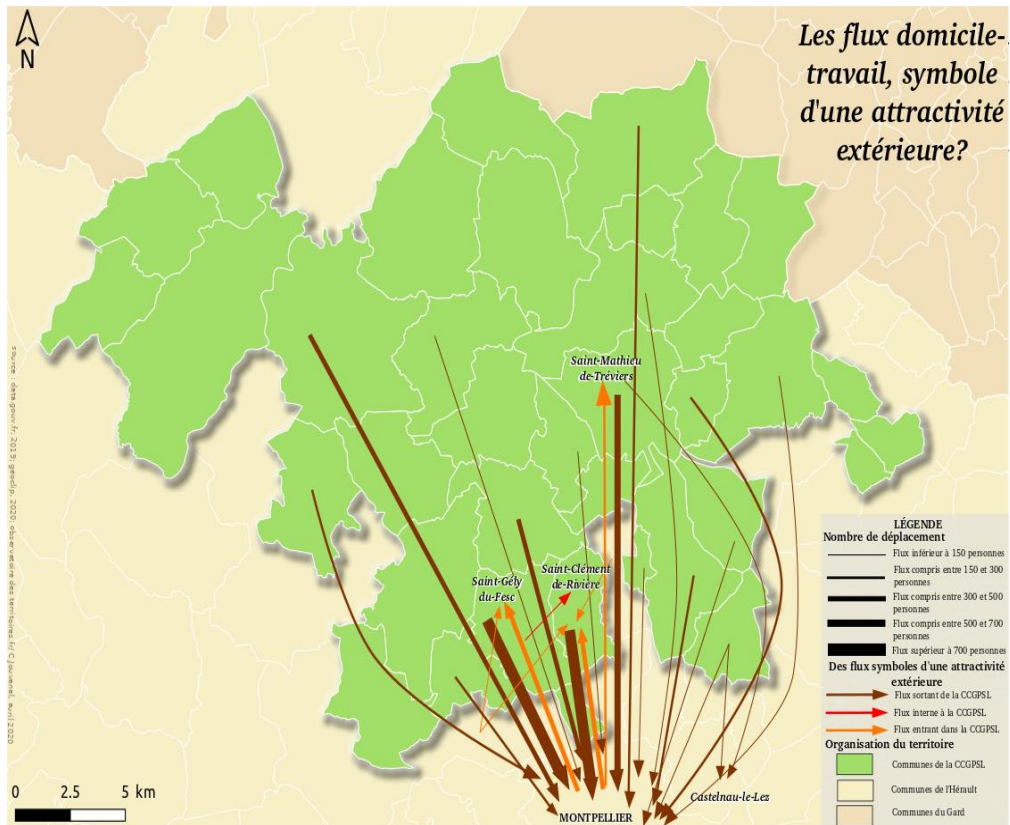 N
Les flux domicile-
travail, symbole
d'une attractivité
extérieure?
Saint-Mathieu
de-Tréviers
Saint-Clément
de-Rivière
Saint-Gély
du-Fesc
Castelnau-le-Lez
MONTPELLIER
0 2.5 5 km
LÉGENDE
Nombre de déplacement
Flux inférieur à 150 personnes
Flux compris entre 150 et 300
personnes
Flux compris entre 300 et 500
personnes
Flux compris entre 500 et 700
personnes
Flux supérieur à 700 personnes
Des flux symboles d'une attractivité
extérieure
Flux sortant de la CCGPSL
Flux interne à la CCGPSL
Flux entrant dans la CCGPSL
Organisation du territoire
Communes de la CCGPSL
Communes de l'Hérault
Communes du Gard